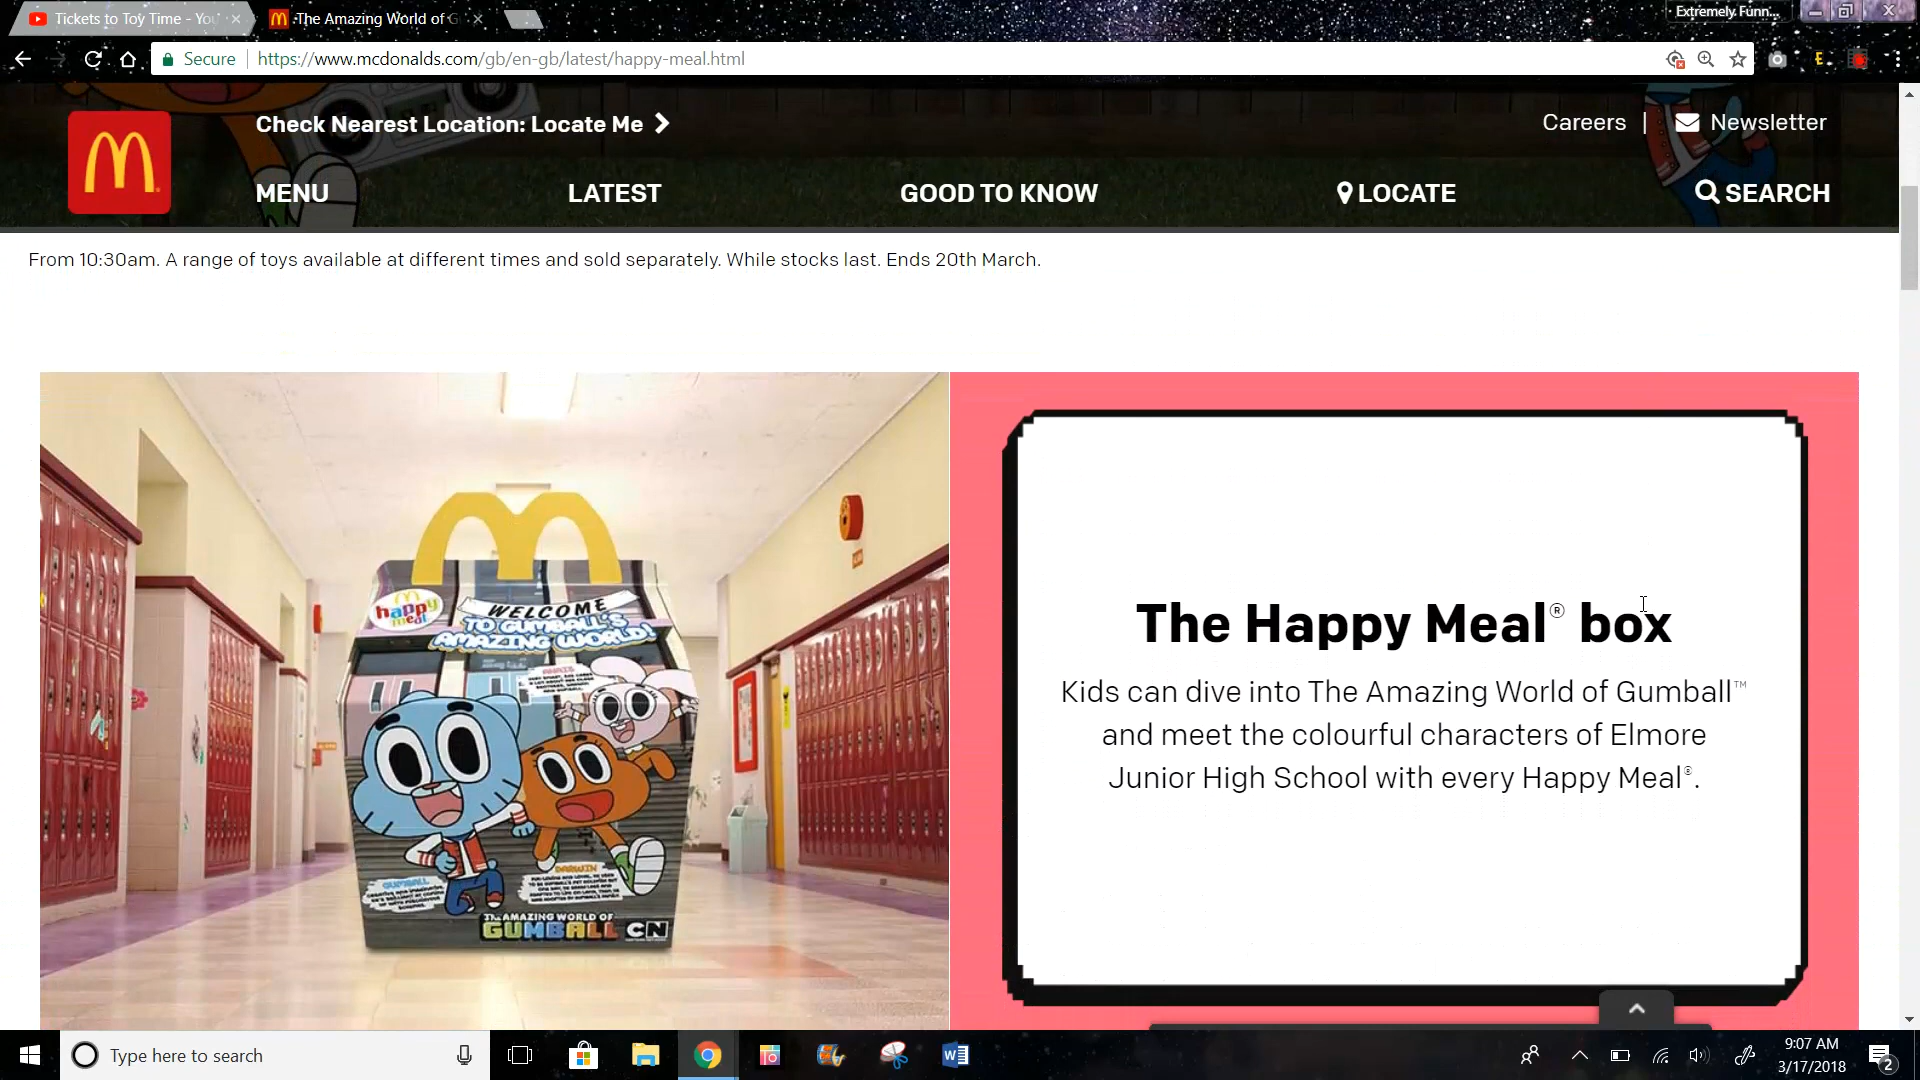 Tickets to Toy Time - You
The Amazing World of G
Extremely Funn...
Secure
https://www.mcdonalds.com/gb/en-gb/latest/happy-meal.html
Check Nearest Location: Locate Me
Careers | Newsletter
MENU LATEST GOOD TO KNOW LOCATE SEARCH
From 10:30am. A range of toys available at different times and sold separately. While stocks last. Ends 20th March.
happy meal
WELCOME
TO GUMBALL'S
AMAZING WORLD!
ANAIS
GUMBALL
DARWIN
THE AMAZING WORLD OF
GUMBALL CN
The Happy Meal® box
Kids can dive into The Amazing World of Gumball™
and meet the colourful characters of Elmore
Junior High School with every Happy Meal®.
Type here to search
9:07 AM
3/17/2018
2